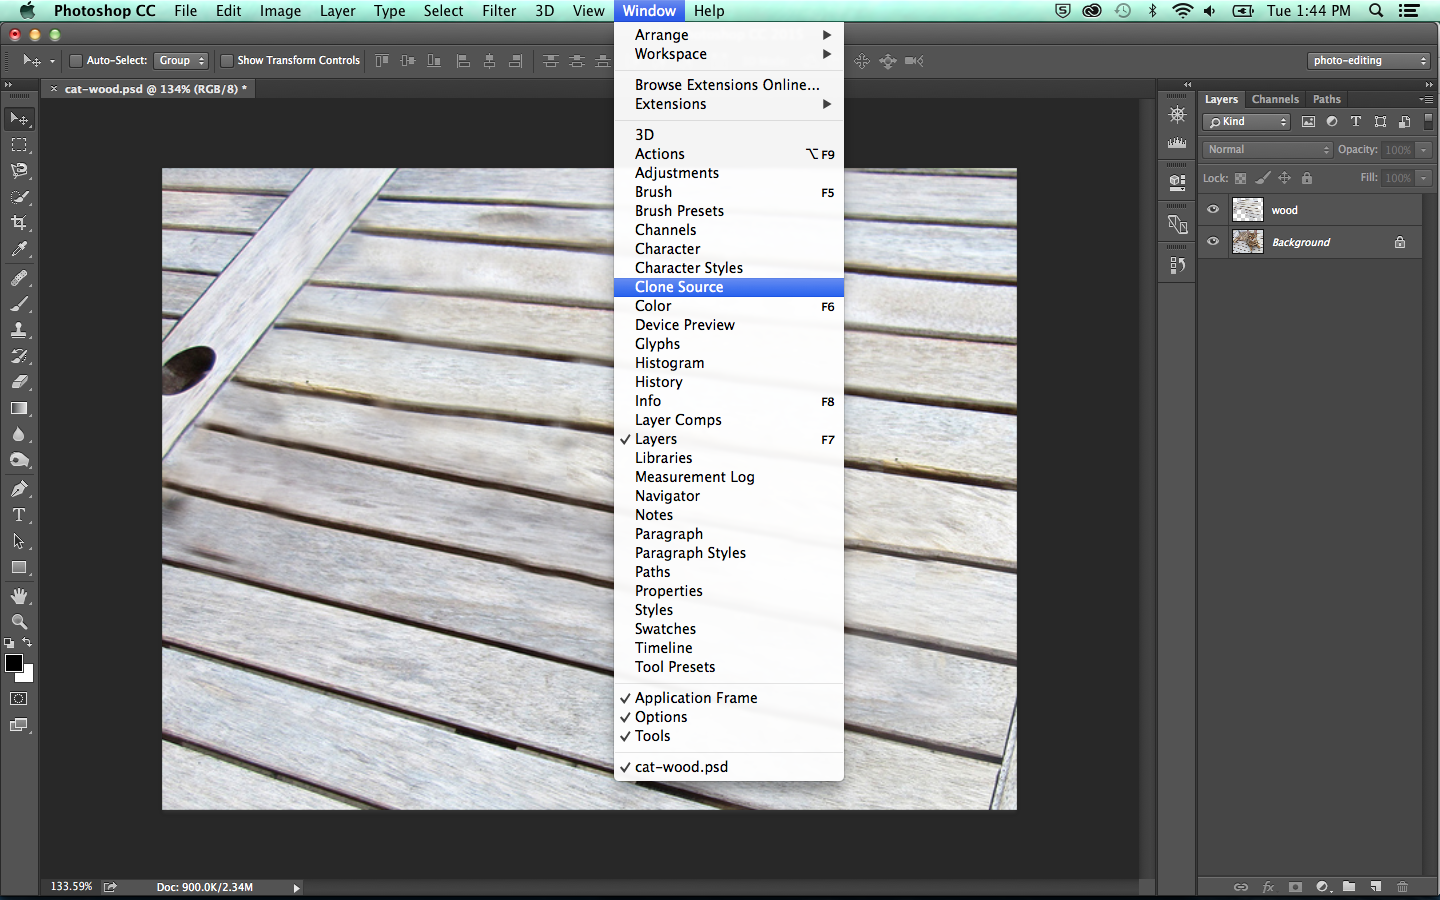 Photoshop CC File Edit Image Layer Type Select Filter 3D View Window Help Tue 1:44 PM
Auto-Select: Group Show Transform Controls photo-editing
× cat-wood.psd @ 134% (RGB/8) *
Arrange
Workspace
Browse Extensions Online...
Extensions
3D
Actions ⌥F9
Adjustments
Brush F5
Brush Presets
Channels
Character
Character Styles
Clone Source
Color F6
Device Preview
Glyphs
Histogram
History
Info F8
Layer Comps
✓ Layers F7
Libraries
Measurement Log
Navigator
Notes
Paragraph
Paragraph Styles
Paths
Properties
Styles
Swatches
Timeline
Tool Presets
✓ Application Frame
✓ Options
✓ Tools
✓ cat-wood.psd
Layers Channels Paths
Kind
Normal Opacity: 100%
Lock: Fill: 100%
wood
Background
133.59% Doc: 900.0K/2.34M
fx